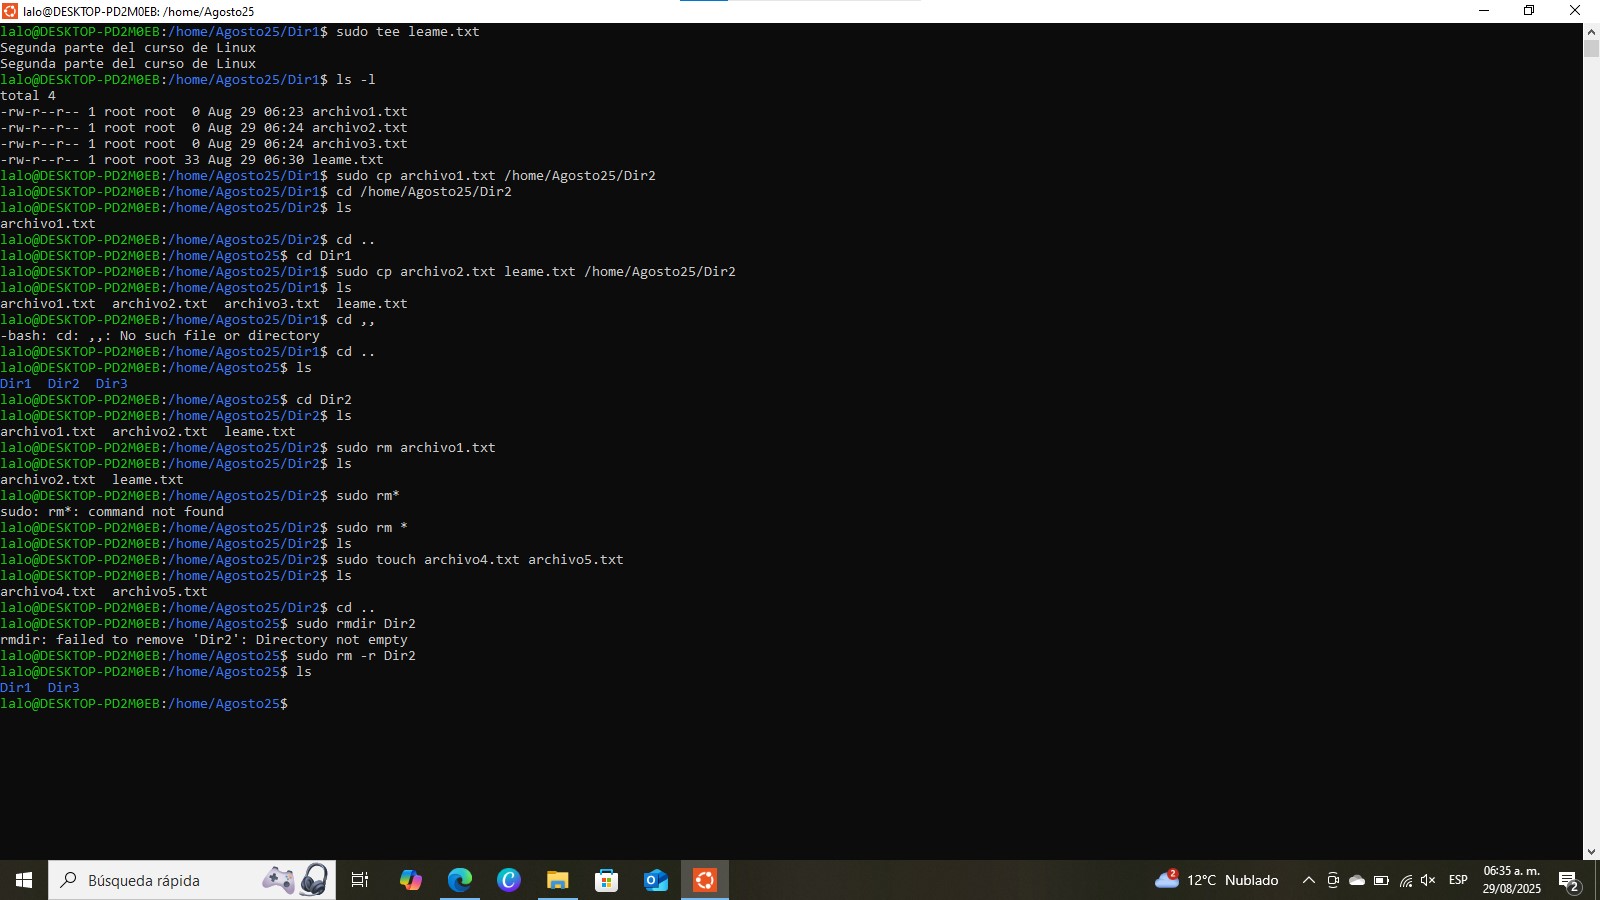 lalo@DESKTOP-PD2M0EB: /home/Agosto25
lalo@DESKTOP-PD2M0EB:/home/Agosto25/Dir1$ sudo tee leame.txt
Segunda parte del curso de Linux
Segunda parte del curso de Linux
lalo@DESKTOP-PD2M0EB:/home/Agosto25/Dir1$ ls -l
total 4
-rw-r--r-- 1 root root  0 Aug 29 06:23 archivo1.txt
-rw-r--r-- 1 root root  0 Aug 29 06:24 archivo2.txt
-rw-r--r-- 1 root root  0 Aug 29 06:24 archivo3.txt
-rw-r--r-- 1 root root 33 Aug 29 06:30 leame.txt
lalo@DESKTOP-PD2M0EB:/home/Agosto25/Dir1$ sudo cp archivo1.txt /home/Agosto25/Dir2
lalo@DESKTOP-PD2M0EB:/home/Agosto25/Dir1$ cd /home/Agosto25/Dir2
lalo@DESKTOP-PD2M0EB:/home/Agosto25/Dir2$ ls
archivo1.txt
lalo@DESKTOP-PD2M0EB:/home/Agosto25/Dir2$ cd ..
lalo@DESKTOP-PD2M0EB:/home/Agosto25$ cd Dir1
lalo@DESKTOP-PD2M0EB:/home/Agosto25/Dir1$ sudo cp archivo2.txt leame.txt /home/Agosto25/Dir2
lalo@DESKTOP-PD2M0EB:/home/Agosto25/Dir1$ ls
archivo1.txt  archivo2.txt  archivo3.txt  leame.txt
lalo@DESKTOP-PD2M0EB:/home/Agosto25/Dir1$ cd ,,
-bash: cd: ,,: No such file or directory
lalo@DESKTOP-PD2M0EB:/home/Agosto25/Dir1$ cd ..
lalo@DESKTOP-PD2M0EB:/home/Agosto25$ ls
Dir1  Dir2  Dir3
lalo@DESKTOP-PD2M0EB:/home/Agosto25$ cd Dir2
lalo@DESKTOP-PD2M0EB:/home/Agosto25/Dir2$ ls
archivo1.txt  archivo2.txt  leame.txt
lalo@DESKTOP-PD2M0EB:/home/Agosto25/Dir2$ sudo rm archivo1.txt
lalo@DESKTOP-PD2M0EB:/home/Agosto25/Dir2$ ls
archivo2.txt  leame.txt
lalo@DESKTOP-PD2M0EB:/home/Agosto25/Dir2$ sudo rm*
sudo: rm*: command not found
lalo@DESKTOP-PD2M0EB:/home/Agosto25/Dir2$ sudo rm *
lalo@DESKTOP-PD2M0EB:/home/Agosto25/Dir2$ ls
lalo@DESKTOP-PD2M0EB:/home/Agosto25/Dir2$ sudo touch archivo4.txt archivo5.txt
lalo@DESKTOP-PD2M0EB:/home/Agosto25/Dir2$ ls
archivo4.txt  archivo5.txt
lalo@DESKTOP-PD2M0EB:/home/Agosto25/Dir2$ cd ..
lalo@DESKTOP-PD2M0EB:/home/Agosto25$ sudo rmdir Dir2
rmdir: failed to remove 'Dir2': Directory not empty
lalo@DESKTOP-PD2M0EB:/home/Agosto25$ sudo rm -r Dir2
lalo@DESKTOP-PD2M0EB:/home/Agosto25$ ls
Dir1  Dir3
lalo@DESKTOP-PD2M0EB:/home/Agosto25$
Búsqueda rápida
2
12°C Nublado
ESP
06:35 a. m.
29/08/2025
2